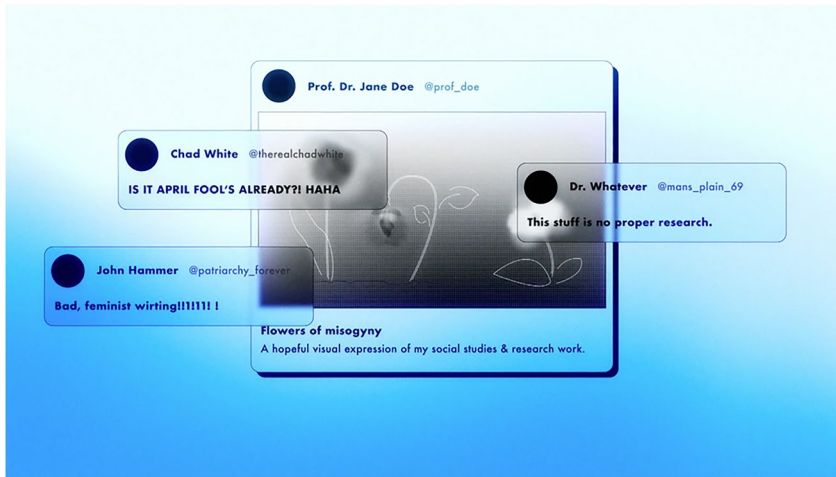 Prof. Dr. Jane Doe @prof_doe
Chad White @therealchadwhite
IS IT APRIL FOOL'S ALREADY?! HAHA
Dr. Whatever @mans_plain_69
This stuff is no proper research.
John Hammer @patriarchy_forever
Bad, feminist wirting!!1!11! !
Flowers of misogyny
A hopeful visual expression of my social studies & research work.